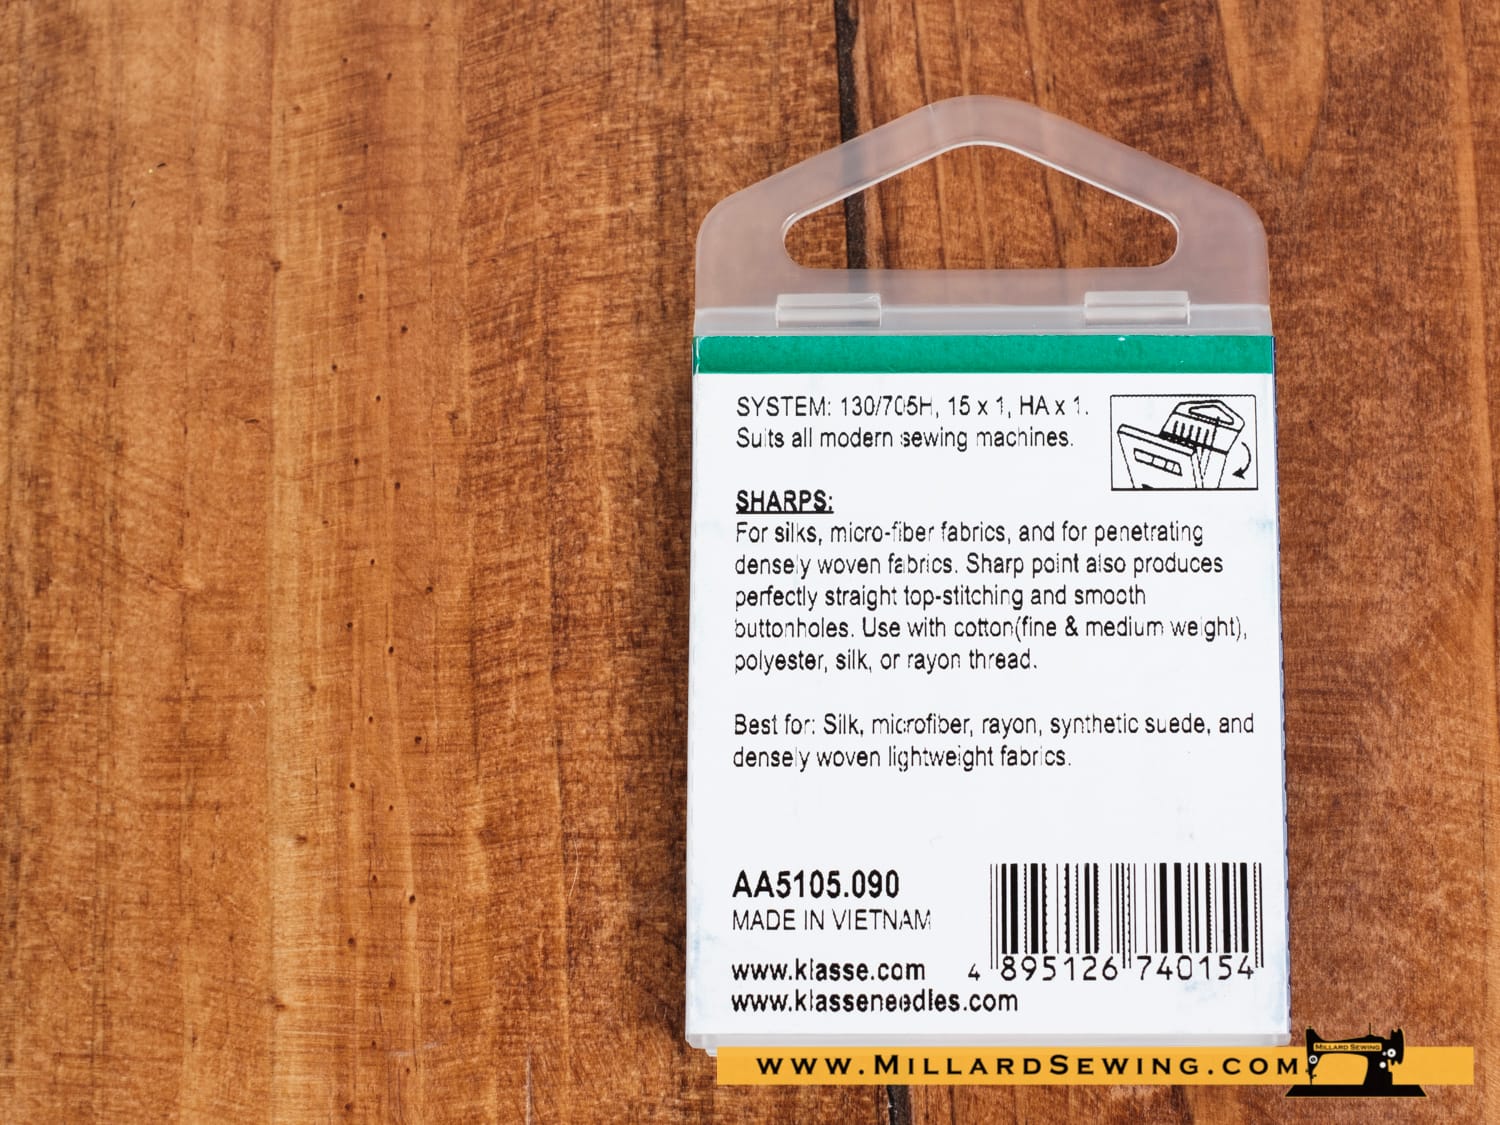 SYSTEM: 130/705H, 15 x 1, HA x 1.
Suits all modern sewing machines.
SHARPS:
For silks, micro-fiber fabrics, and for penetrating
densely woven fabrics. Sharp point also produces
perfectly straight top-stitching and smooth
buttonholes. Use with cotton(fine & medium weight),
polyester, silk, or rayon thread.
Best for: Silk, microfiber, rayon, synthetic suede, and
densely woven lightweight fabrics.
AA5105.090
MADE IN VIETNAM
www.klasse.com
www.klasseneedles.com
4 895126 740154
www.MillardSewing.com
Millard Sewing